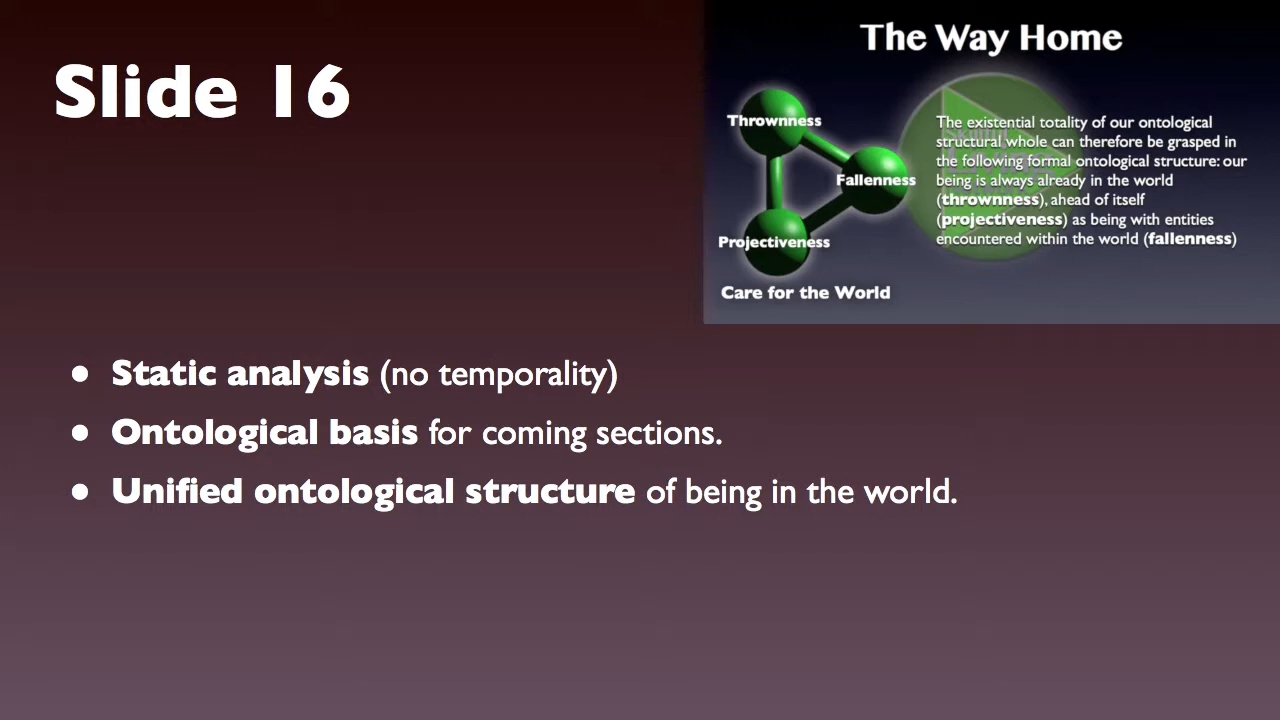 Slide 16
The Way Home
Thrownness
Fallenness
Projectiveness
Care for the World
The existential totality of our ontological
structural whole can therefore be grasped in
the following formal ontological structure: our
being is always already in the world
(thrownness), ahead of itself
(projectiveness) as being with entities
encountered within the world (fallenness)
• Static analysis (no temporality)
• Ontological basis for coming sections.
• Unified ontological structure of being in the world.